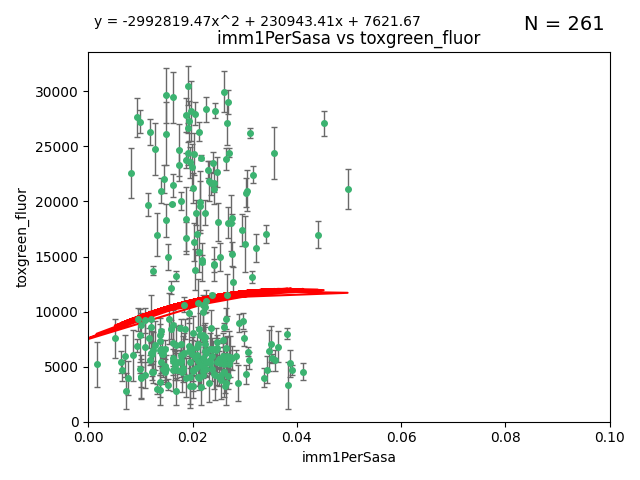 y = -2992819.47x^2 + 230943.41x + 7621.67
N = 261
imm1PerSasa vs toxgreen_fluor
30000
25000
20000
15000
10000
5000
0
toxgreen_fluor
0.00 0.02 0.04 0.06 0.08 0.10
imm1PerSasa